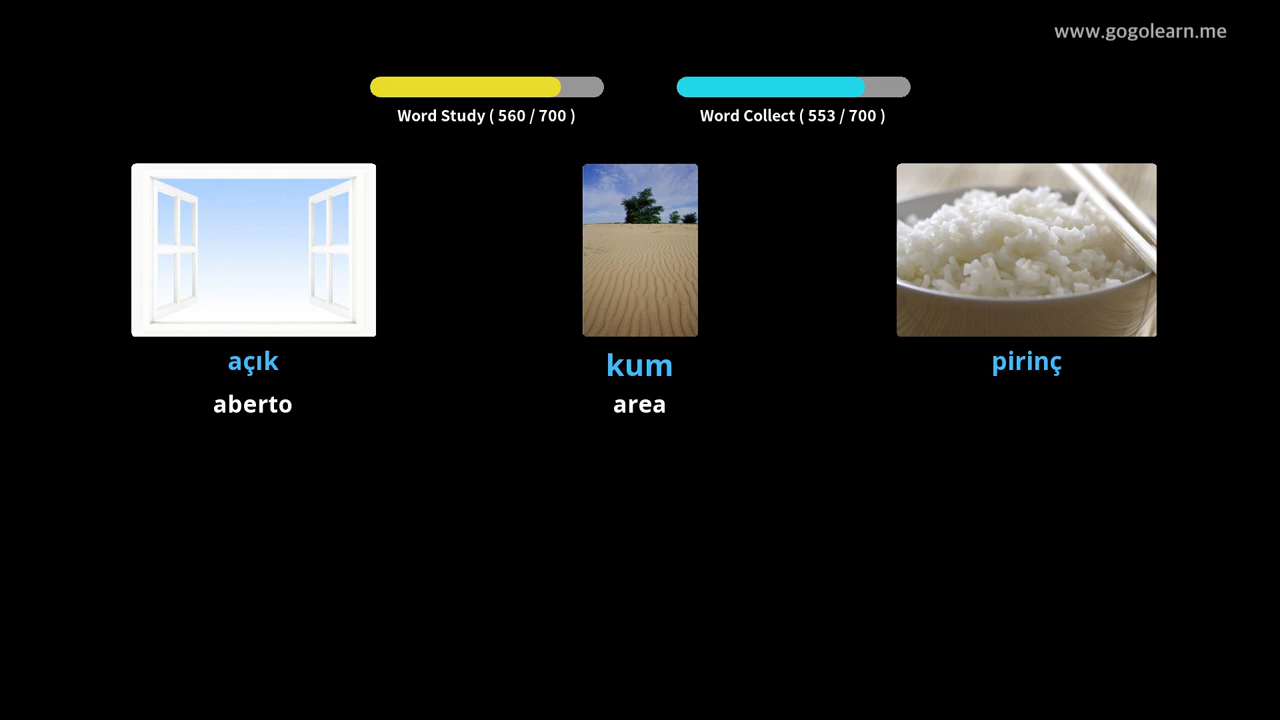 www.gogolearn.me
Word Study ( 560 / 700 )
Word Collect ( 553 / 700 )
açık
kum
pirinç
aberto
area